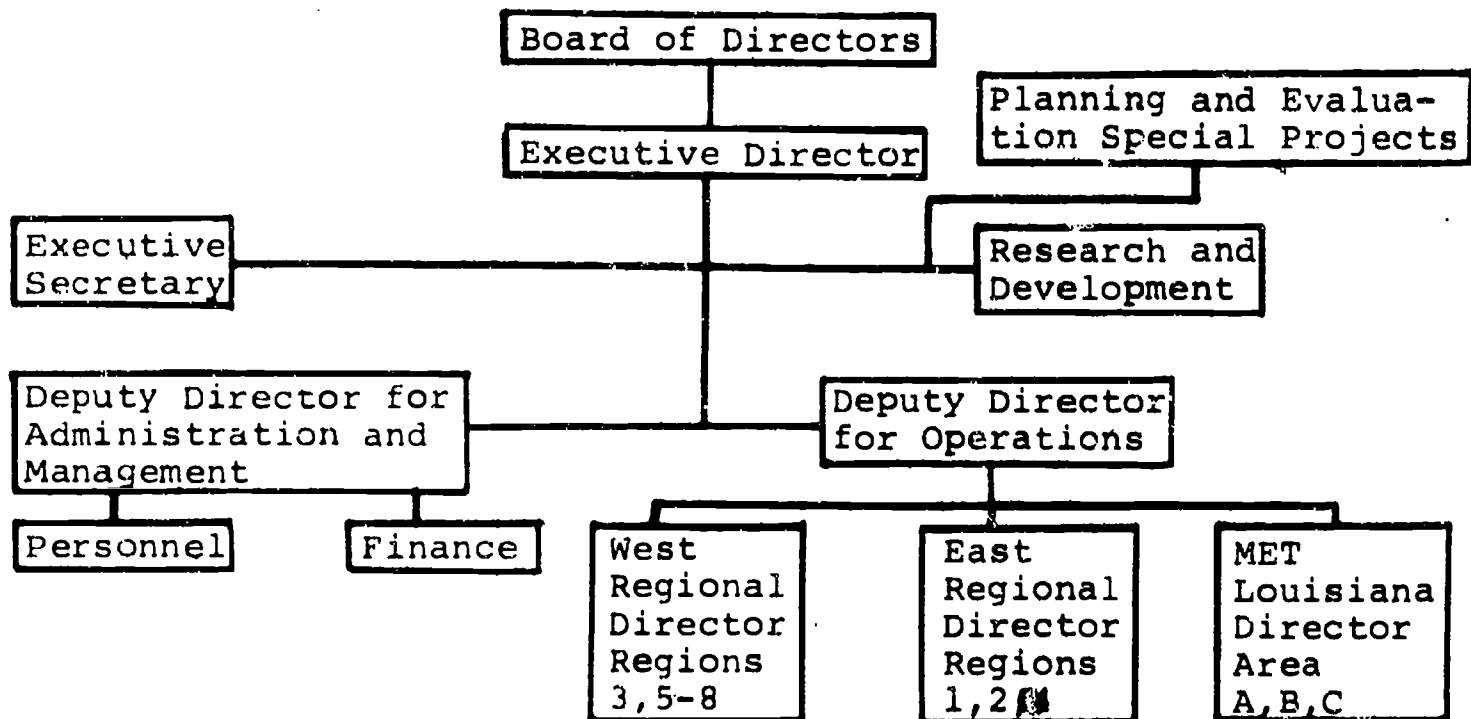 Board of Directors
Planning and Evalua-
tion Special Projects
Executive Director
Executive
Secretary
Research and
Development
Deputy Director for
Administration and
Management
Deputy Director
for Operations
Personnel
Finance
West
Regional
Director
Regions
3,5-8
East
Regional
Director
Regions
1,2
MET
Louisiana
Director
Area
A,B,C